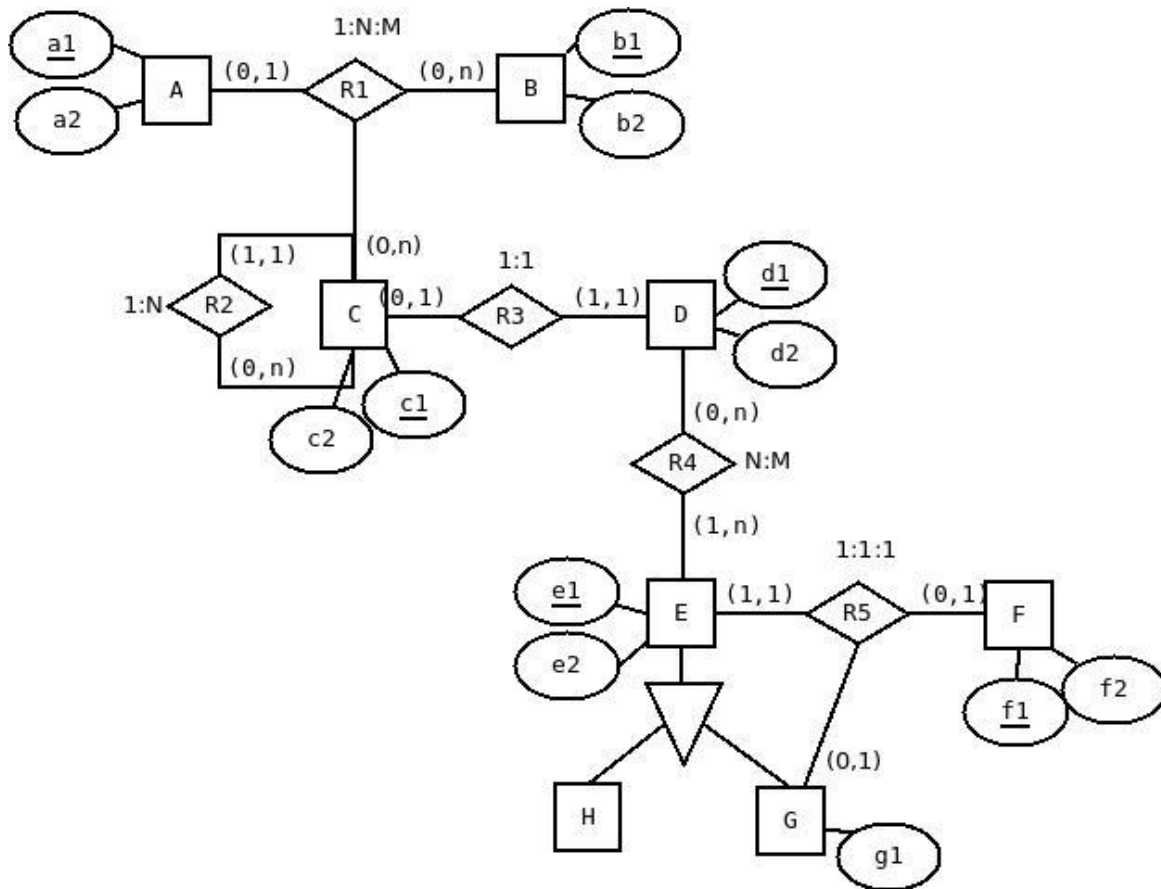 1:N:M
a1
A
(0,1)
R1
(0,n)
B
b1
a2
b2
(1,1)
(0,n)
1:1
d1
1:N
R2
C
(0,1)
R3
(1,1)
D
d2
(0,n)
c1
c2
(0,n)
R4
N:M
(1,n)
1:1:1
e1
E
(1,1)
R5
(0,1)
F
e2
f2
f1
(0,1)
H
G
g1